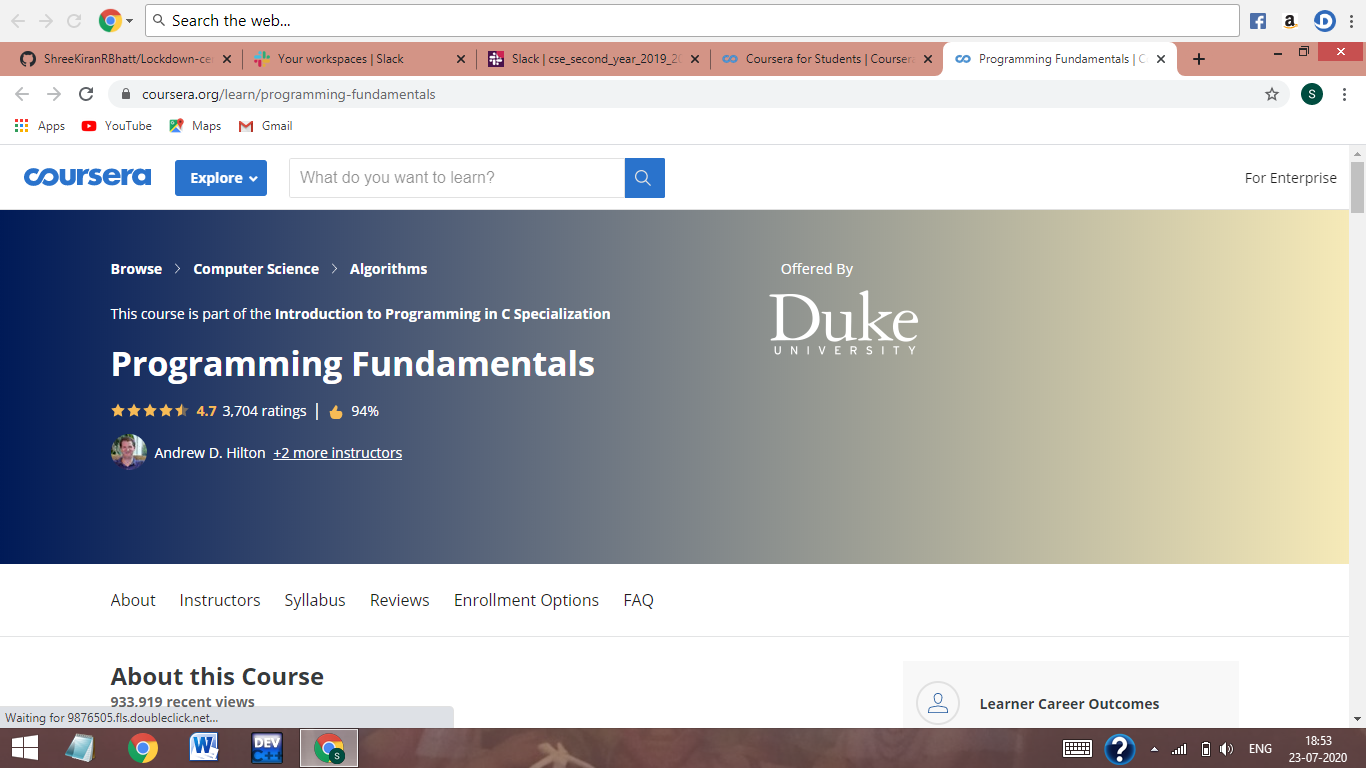 Search the web...
ShreeKiranRBhatt/Lockdown-ce
Your workspaces | Slack
Slack | cse_second_year_2019_20
Coursera for Students | Coursera
Programming Fundamentals | C
coursera.org/learn/programming-fundamentals
S
Apps
YouTube
Maps
Gmail
coursera
Explore
What do you want to learn?
For Enterprise
Browse > Computer Science > Algorithms
Offered By
This course is part of the Introduction to Programming in C Specialization
Duke
UNIVERSITY
Programming Fundamentals
4.7 3,704 ratings | 94%
Andrew D. Hilton +2 more instructors
About Instructors Syllabus Reviews Enrollment Options FAQ
About this Course
933,919 recent views
Learner Career Outcomes
Waiting for 9876505.fls.doubleclick.net...
DEV
C++
S
ENG
18:53
23-07-2020